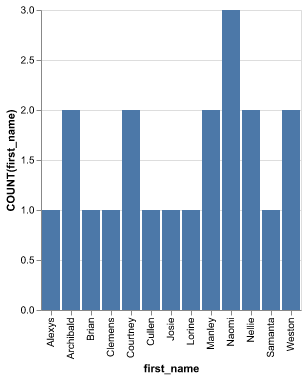 3.0
2.5
2.0
1.5
1.0
0.5
0.0
COUNT(first_name)
Alexys
Archibald
Brian
Clemens
Courtney
Cullen
Josie
Lorine
Manley
Naomi
Nellie
Samanta
Weston
first_name